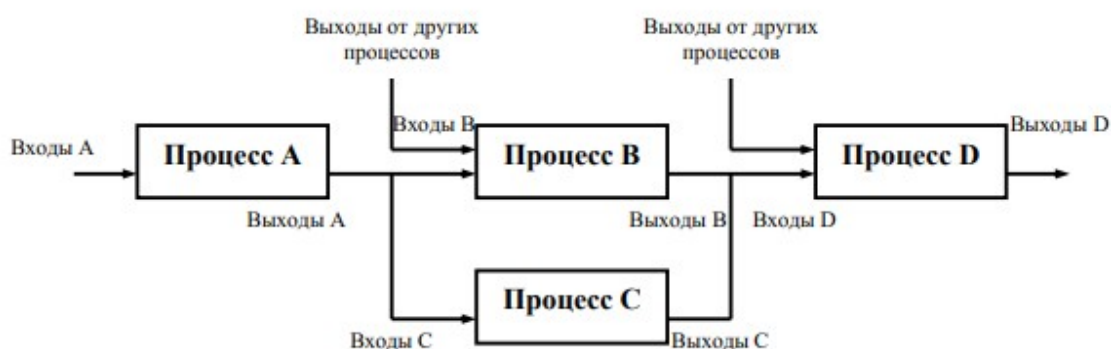 Выходы от других
процессов
Выходы от других
процессов
Входы A
Процесс A
Входы B
Процесс B
Процесс D
Выходы D
Выходы A
Выходы B
Входы D
Процесс C
Входы C
Выходы C